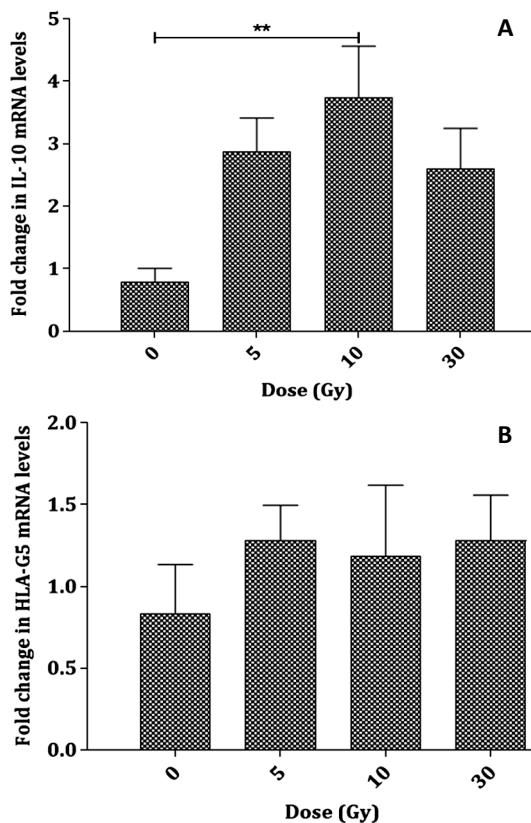 A
**
Fold change in IL-10 mRNA levels
5
4
3
2
1
0
0 5 10 30
Dose (Gy)
B
Fold change in HLA-G5 mRNA levels
2.0
1.5
1.0
0.5
0.0
0 5 10 30
Dose (Gy)